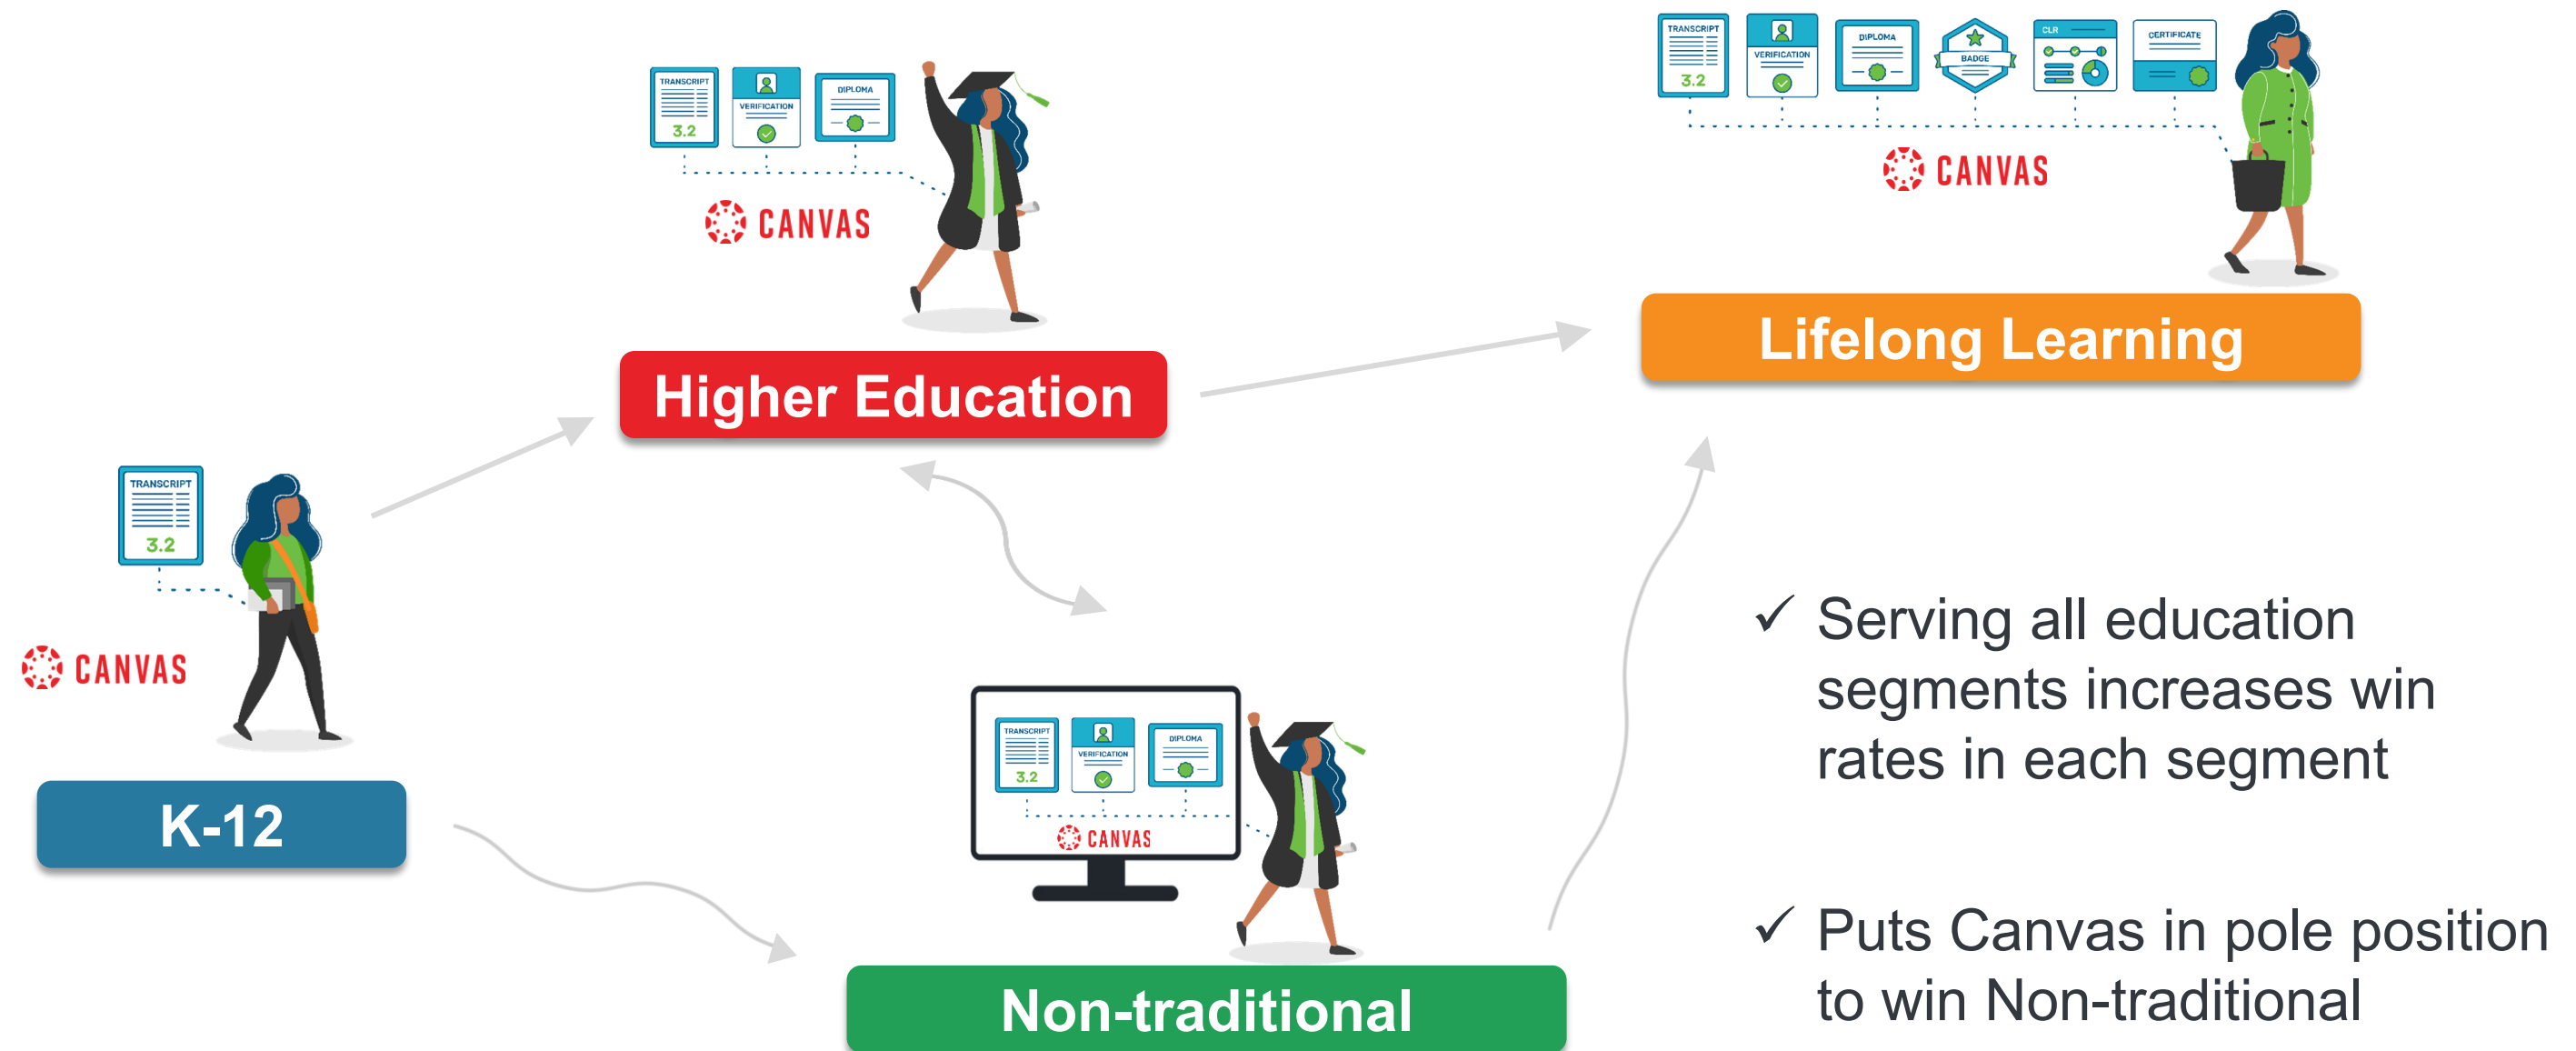 TRANSCRIPT
3.2
VERIFICATION
DIPLOMA
CANVAS
Higher Education
TRANSCRIPT
3.2
VERIFICATION
DIPLOMA
BADGE
CLR
CERTIFICATE
CANVAS
Lifelong Learning
TRANSCRIPT
3.2
CANVAS
K-12
TRANSCRIPT
3.2
VERIFICATION
DIPLOMA
CANVAS
Non-traditional
✓ Serving all education
segments increases win
rates in each segment
✓ Puts Canvas in pole position
to win Non-traditional